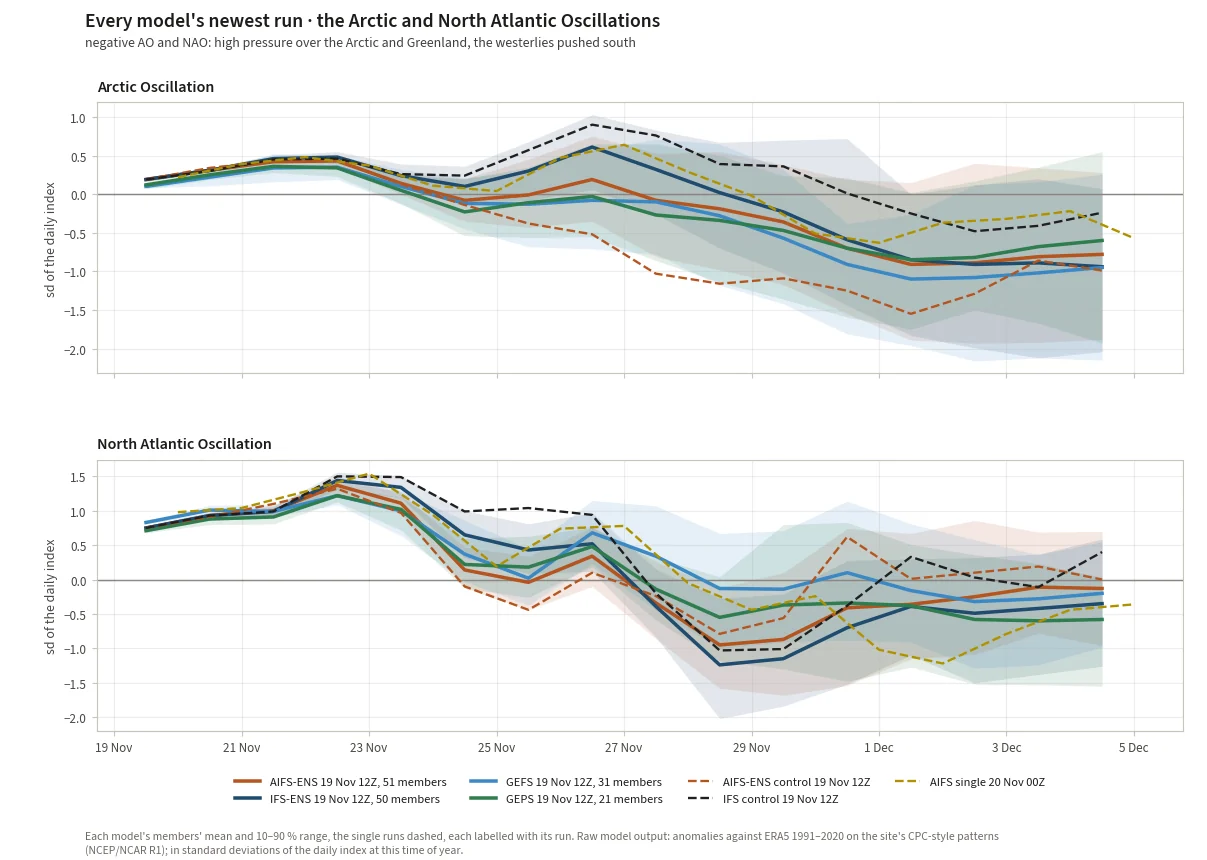 Every model's newest run · the Arctic and North Atlantic Oscillations
negative AO and NAO: high pressure over the Arctic and Greenland, the westerlies pushed south
Arctic Oscillation
sd of the daily index
1.0
0.5
0.0
−0.5
−1.0
−1.5
−2.0
North Atlantic Oscillation
sd of the daily index
1.5
1.0
0.5
0.0
−0.5
−1.0
−1.5
−2.0
19 Nov 21 Nov 23 Nov 25 Nov 27 Nov 29 Nov 1 Dec 3 Dec 5 Dec
AIFS-ENS 19 Nov 12Z, 51 members GEFS 19 Nov 12Z, 31 members AIFS-ENS control 19 Nov 12Z AIFS single 20 Nov 00Z
IFS-ENS 19 Nov 12Z, 50 members GEPS 19 Nov 12Z, 21 members IFS control 19 Nov 12Z
Each model's members' mean and 10–90 % range, the single runs dashed, each labelled with its run. Raw model output: anomalies against ERA5 1991–2020 on the site's CPC-style patterns
(NCEP/NCAR R1); in standard deviations of the daily index at this time of year.